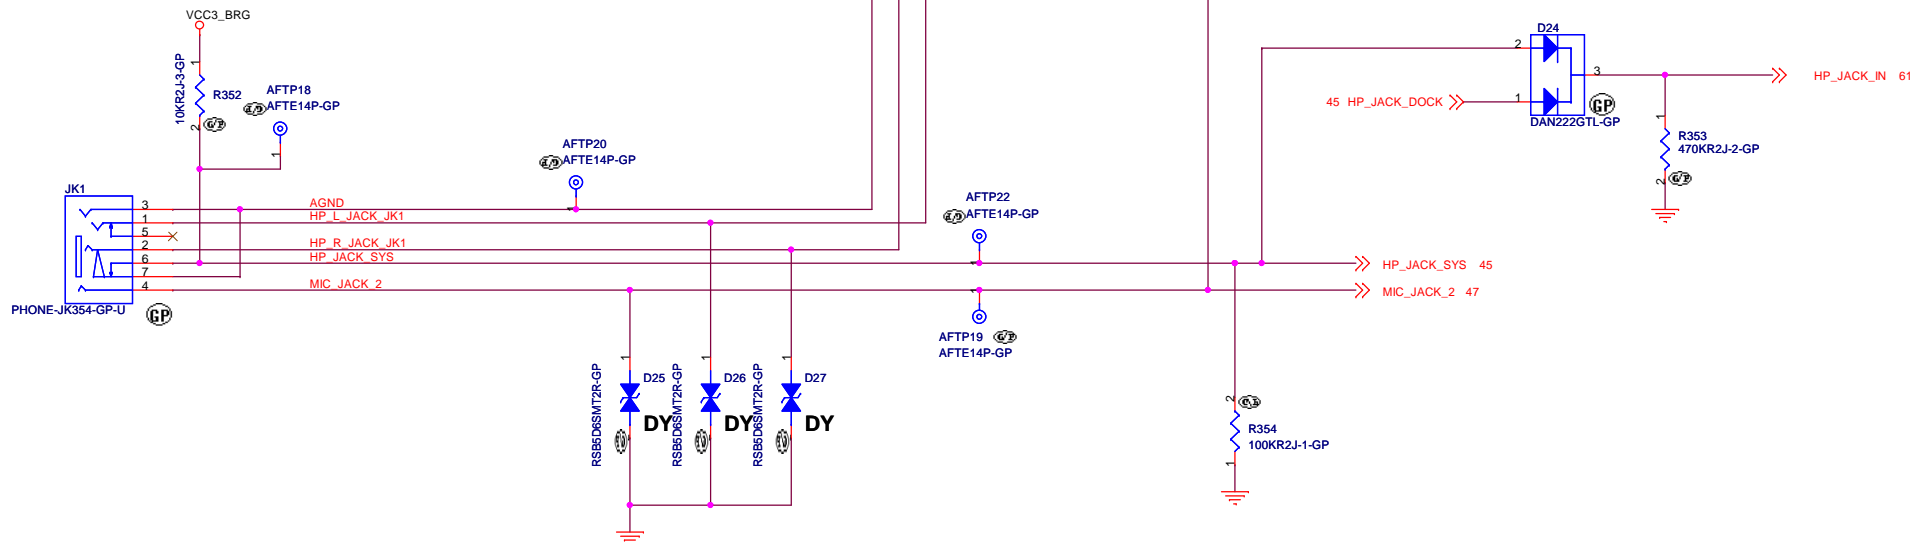 VCC3_BRG
1
10KR2J-3-GP
R352
2
G/P
AFTP18
G/P AFTE14P-GP
1
AFTP20
G/P AFTE14P-GP
1
JK1
3
AGND
1
HP_L_JACK_JK1
5
2
HP_R_JACK_JK1
6
HP_JACK_SYS
7
4
MIC_JACK_2
PHONE-JK354-GP-U
GP
AFTP22
G/P AFTE14P-GP
1
HP_JACK_SYS 45
MIC_JACK_2 47
1
AFTP19 G/P
AFTE14P-GP
1
RSB5D6SMT2R-GP
D25
DY
1
RSB5D6SMT2R-GP
D26
DY
1
RSB5D6SMT2R-GP
D27
DY
2
R354
100KR2J-1-GP
1
D24
2
45 HP_JACK_DOCK
1
3
GP
DAN222GTL-GP
HP_JACK_IN 61
1
R353
470KR2J-2-GP
2
G/P